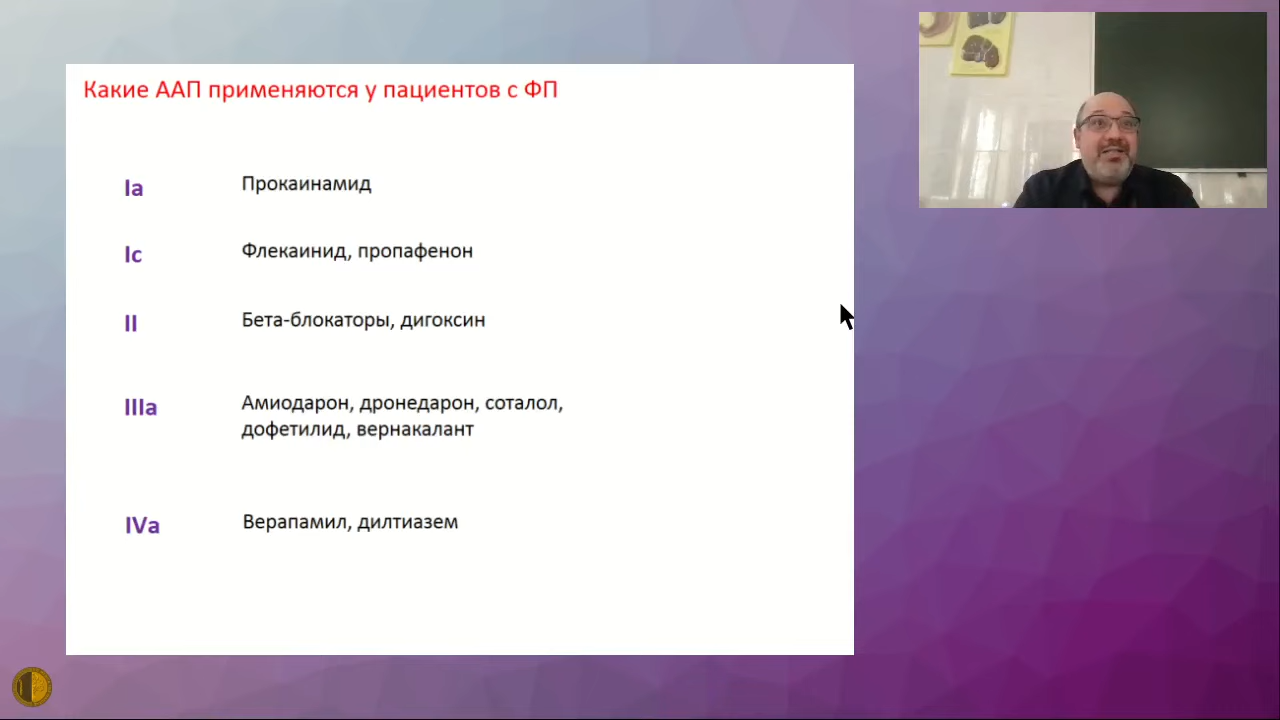 Какие ААП применяются у пациентов с ФП
Ia Прокаинамид
Ic Флекаинид, пропафенон
II Бета-блокаторы, дигоксин
IIIa Амиодарон, дронедарон, соталол,
дофетилид, вернакалант
IVa Верапамил, дилтиазем